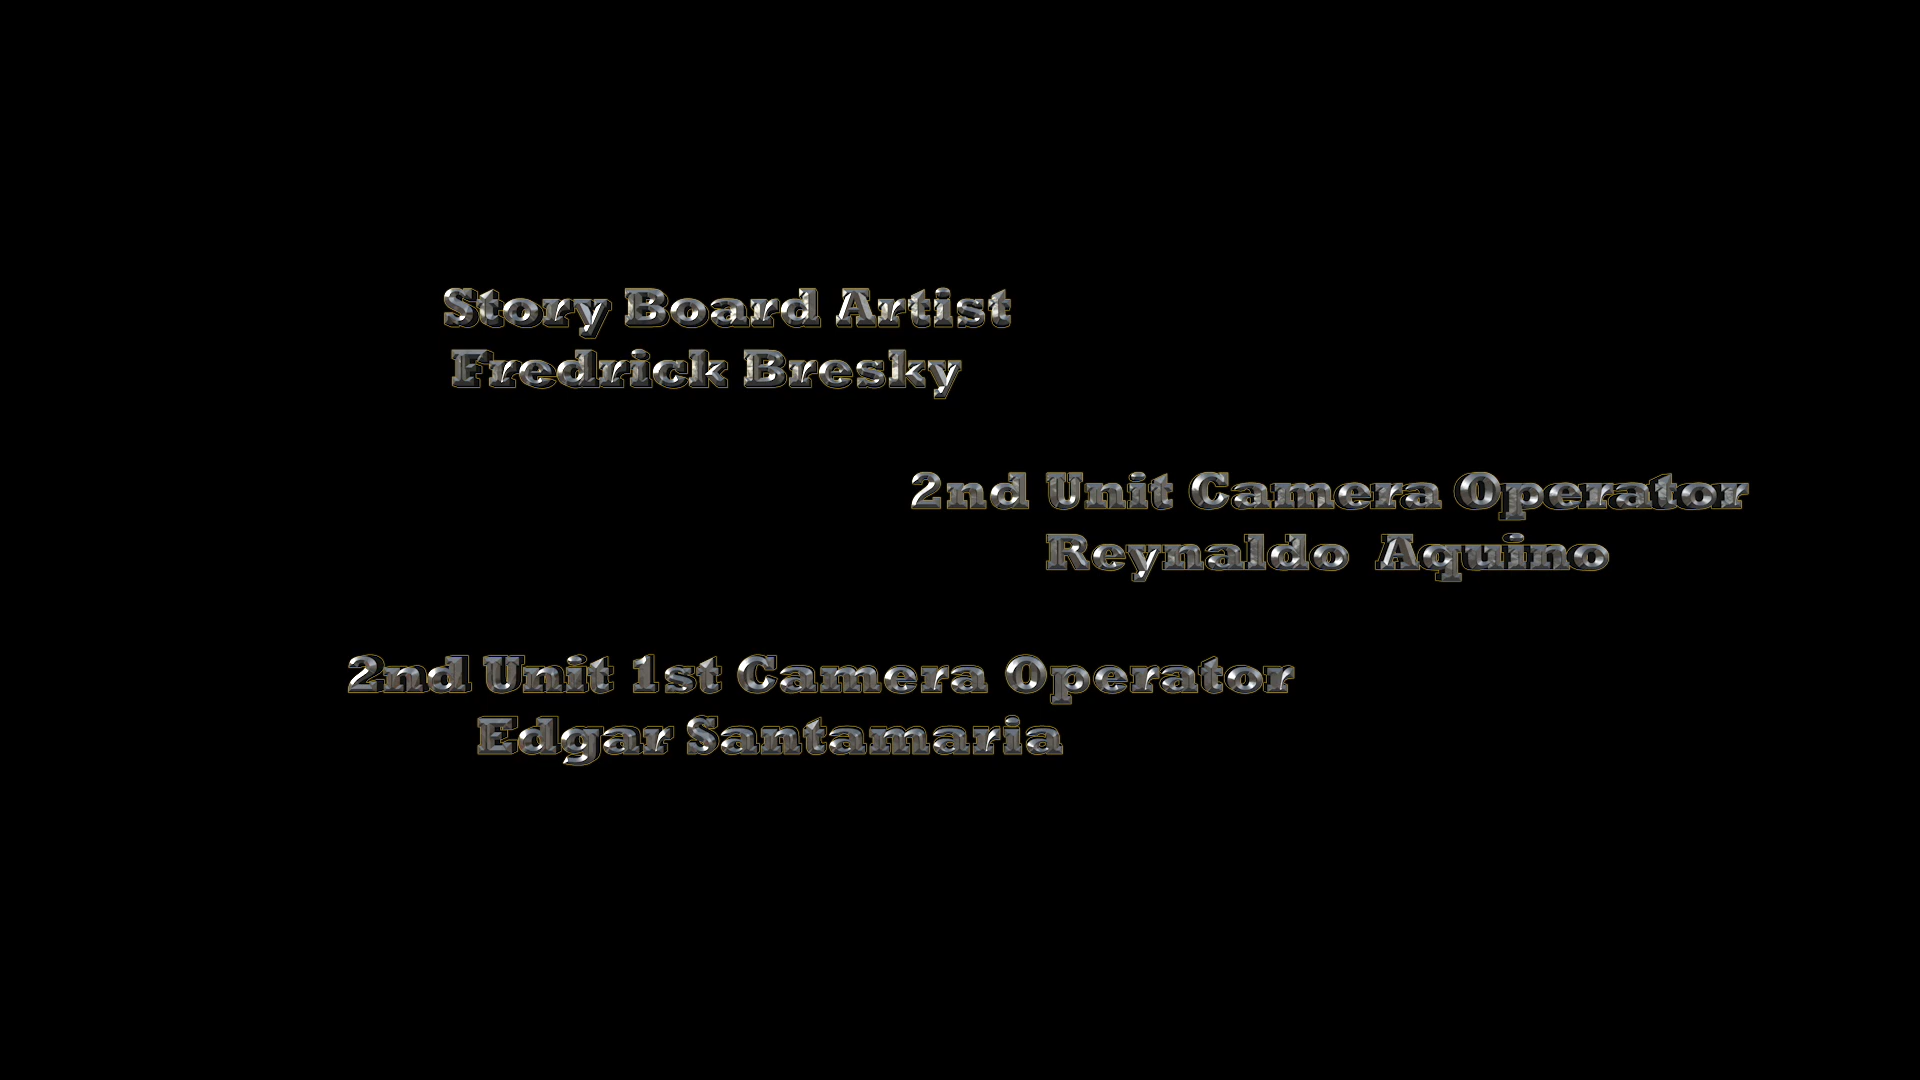 Story Board Artist
Fredrick Bresky
2nd Unit Camera Operator
Reynaldo  Aquino
2nd Unit 1st Camera Operator
Edgar Santamaria